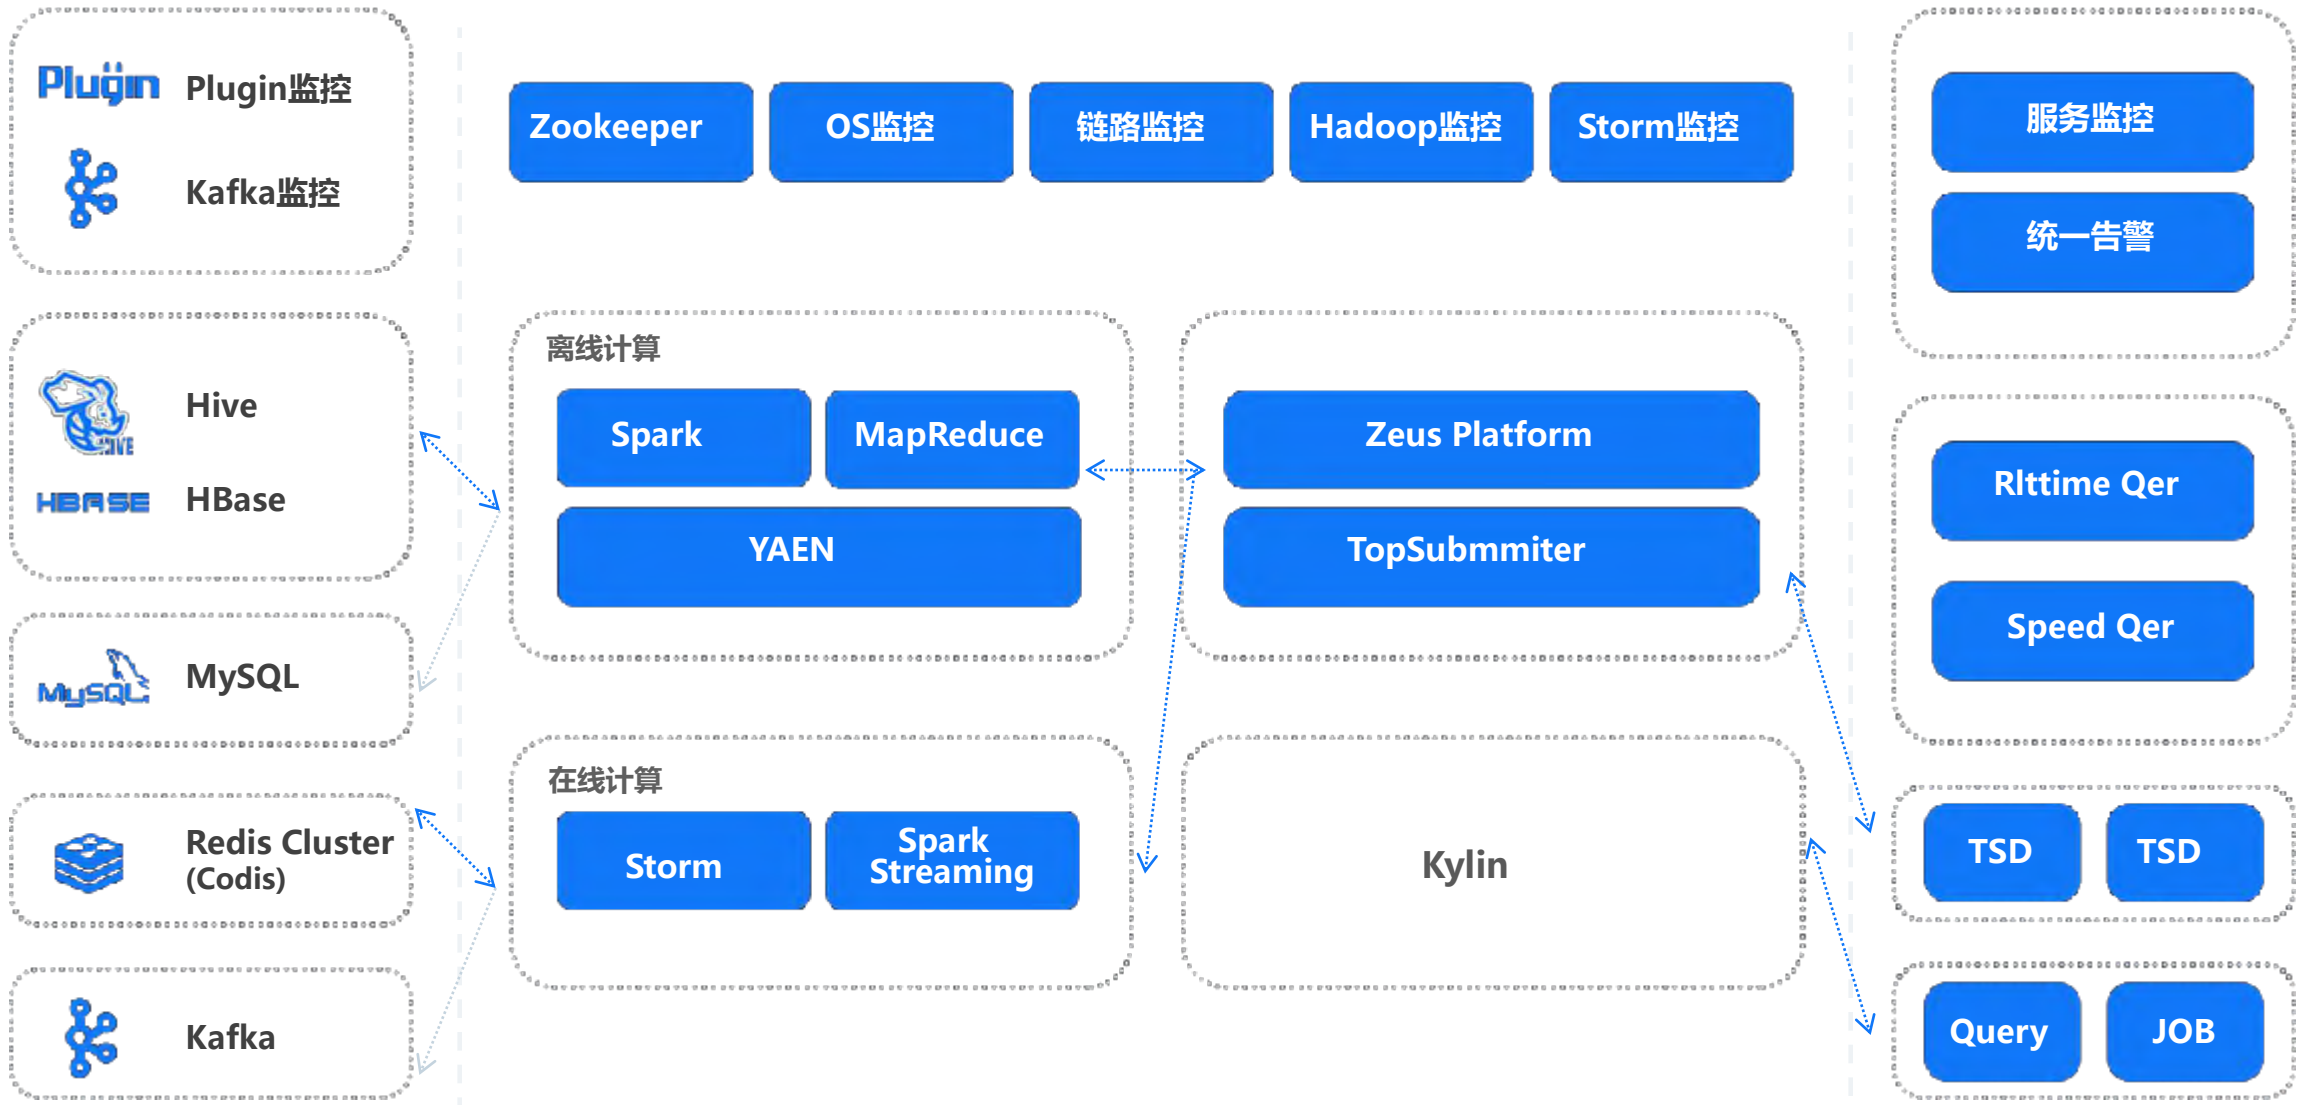 Plugin
Plugin监控
Kafka监控
HIVE
Hive
HBASE
HBase
MySQL
MySQL
Redis Cluster
(Codis)
Kafka
Zookeeper
OS监控
链路监控
Hadoop监控
Storm监控
离线计算
Spark
MapReduce
YAEN
Zeus Platform
TopSubmmiter
在线计算
Storm
Spark
Streaming
Kylin
服务监控
统一告警
Rlttime Qer
Speed Qer
TSD
TSD
Query
JOB